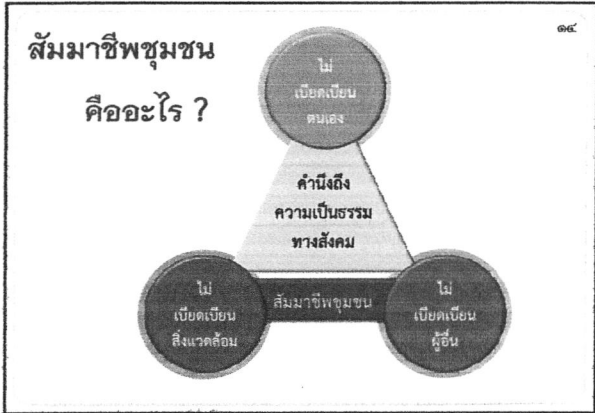 ๑๔
สัมมาชีพชุมชน
คืออะไร ?
ไม่
เบียดเบียน
ตนเอง
คำนึงถึง
ความเป็นธรรม
ทางสังคม
ไม่
เบียดเบียน
สิ่งแวดล้อม
สัมมาชีพชุมชน
ไม่
เบียดเบียน
ผู้อื่น